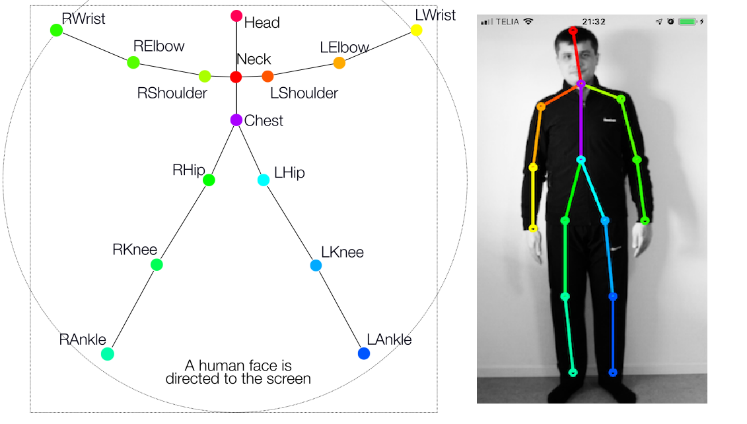 RWrist
Head
LWrist
RElbow
Neck
LElbow
RShoulder
LShoulder
Chest
RHip
LHip
RKnee
LKnee
RAnkle
LAnkle
A human face is
directed to the screen
TELIA
21:32
Reebok